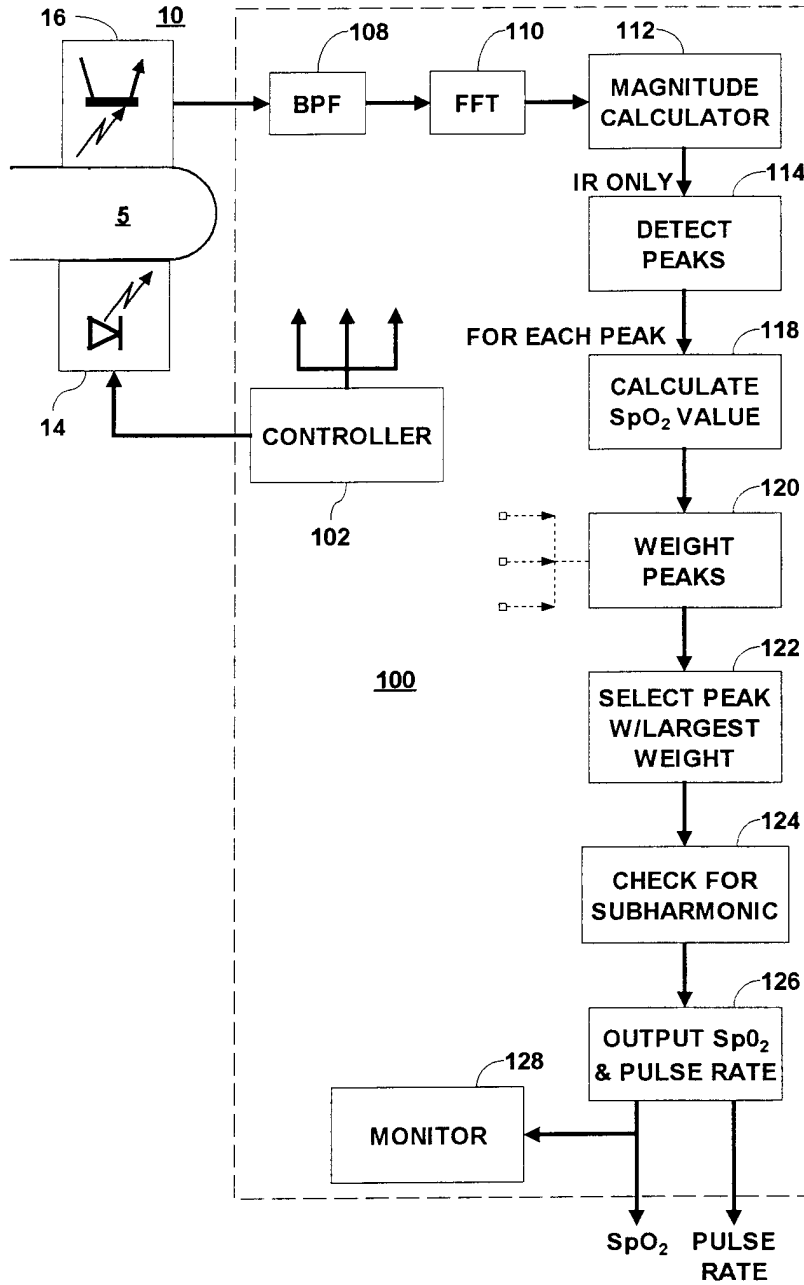 16
10
108
110
112
BPF
FFT
MAGNITUDE
CALCULATOR
IR ONLY
114
5
DETECT
PEAKS
FOR EACH PEAK
118
14
CONTROLLER
CALCULATE
SpO₂ VALUE
102
120
WEIGHT
PEAKS
100
122
SELECT PEAK
W/LARGEST
WEIGHT
124
CHECK FOR
SUBHARMONIC
126
OUTPUT Sp0₂
& PULSE RATE
128
MONITOR
SpO₂
PULSE
RATE